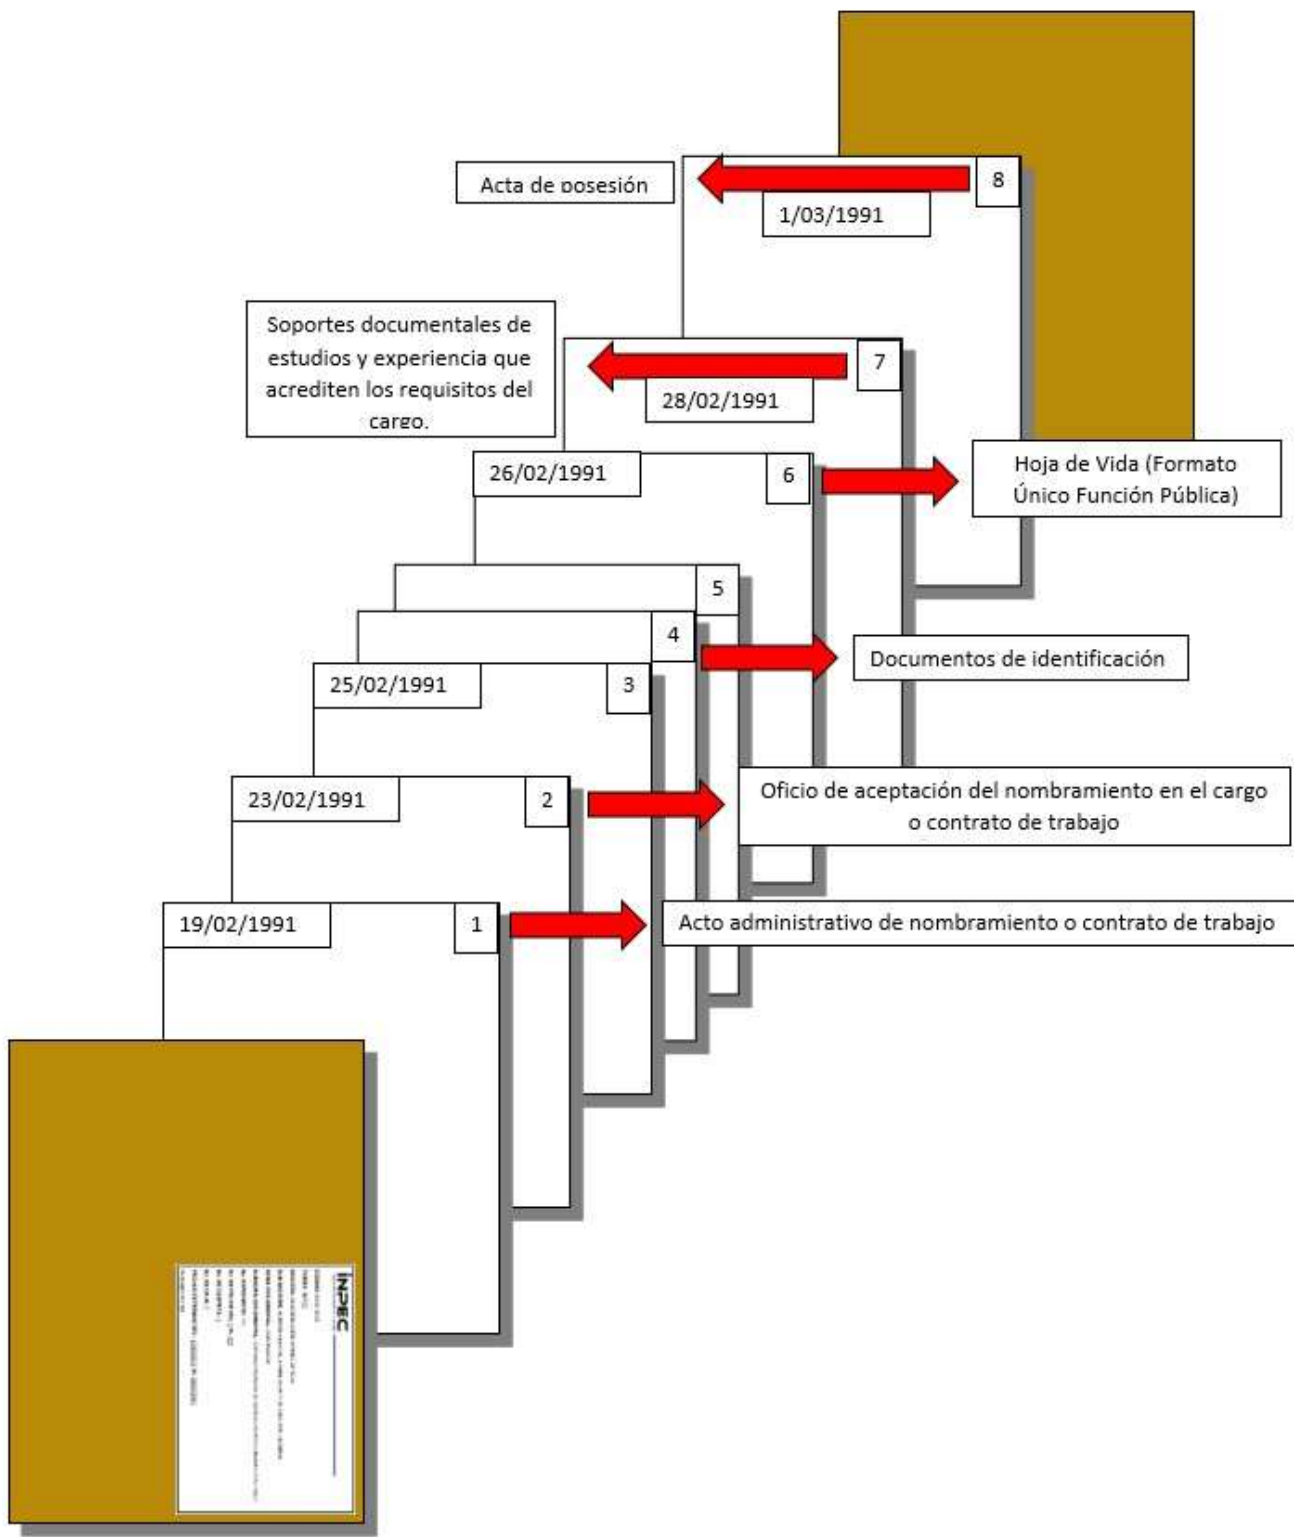 8
Acta de posesión
1/03/1991
Soportes documentales de
estudios y experiencia que
acrediten los requisitos del
cargo.
7
28/02/1991
26/02/1991
6
Hoja de Vida (Formato
Único Función Pública)
5
4
Documentos de identificación
25/02/1991
3
23/02/1991
2
Oficio de aceptación del nombramiento en el cargo
o contrato de trabajo
19/02/1991
1
Acto administrativo de nombramiento o contrato de trabajo
INPEC